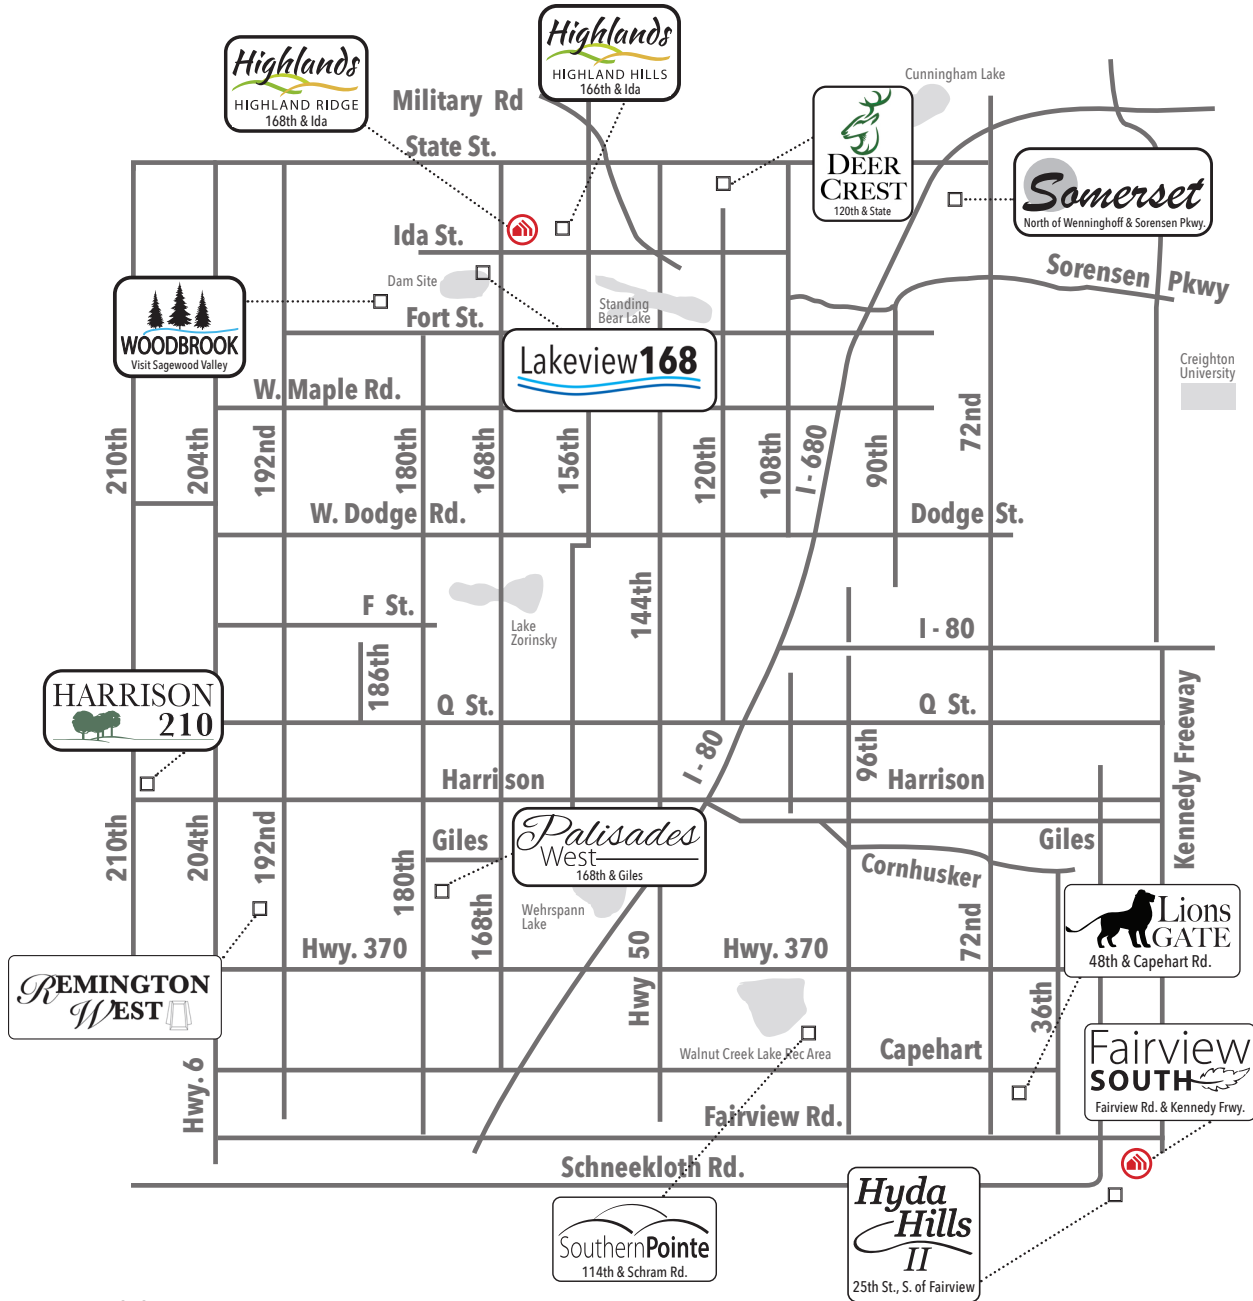 Highlands
HIGHLAND RIDGE
168th & Ida
Highlands
HIGHLAND HILLS
166th & Ida
Military Rd
State St.
Cunningham Lake
DEER
CREST
120th & State
Somerset
North of Wenninghoff & Sorensen Pkwy.
Ida St.
Dam Site
Standing
Bear Lake
Fort St.
Sorensen Pkwy
WOODBROOK
Visit Sagewood Valley
Lakeview168
Creighton
University
W. Maple Rd.
210th
204th
192nd
180th
168th
156th
120th
108th
I - 680
90th
72nd
W. Dodge Rd.
Dodge St.
F St.
Lake
Zorinsky
144th
I - 80
186th
HARRISON
210
Q St.
Q St.
I - 80
96th
Kennedy Freeway
Harrison
Harrison
210th
204th
192nd
180th
Giles
168th
Palisades
West
168th & Giles
Giles
Cornhusker
Wehrspann
Lake
Lions
GATE
48th & Capehart Rd.
REMINGTON
WEST
Hwy. 370
Hwy 50
Hwy. 370
72nd
36th
Walnut Creek Lake Rec Area
Capehart
Fairview
SOUTH
Fairview Rd. & Kennedy Frwy.
Hwy. 6
Fairview Rd.
Schneekloth Rd.
SouthernPointe
114th & Schram Rd.
Hyda
Hills
II
25th St., S. of Fairview